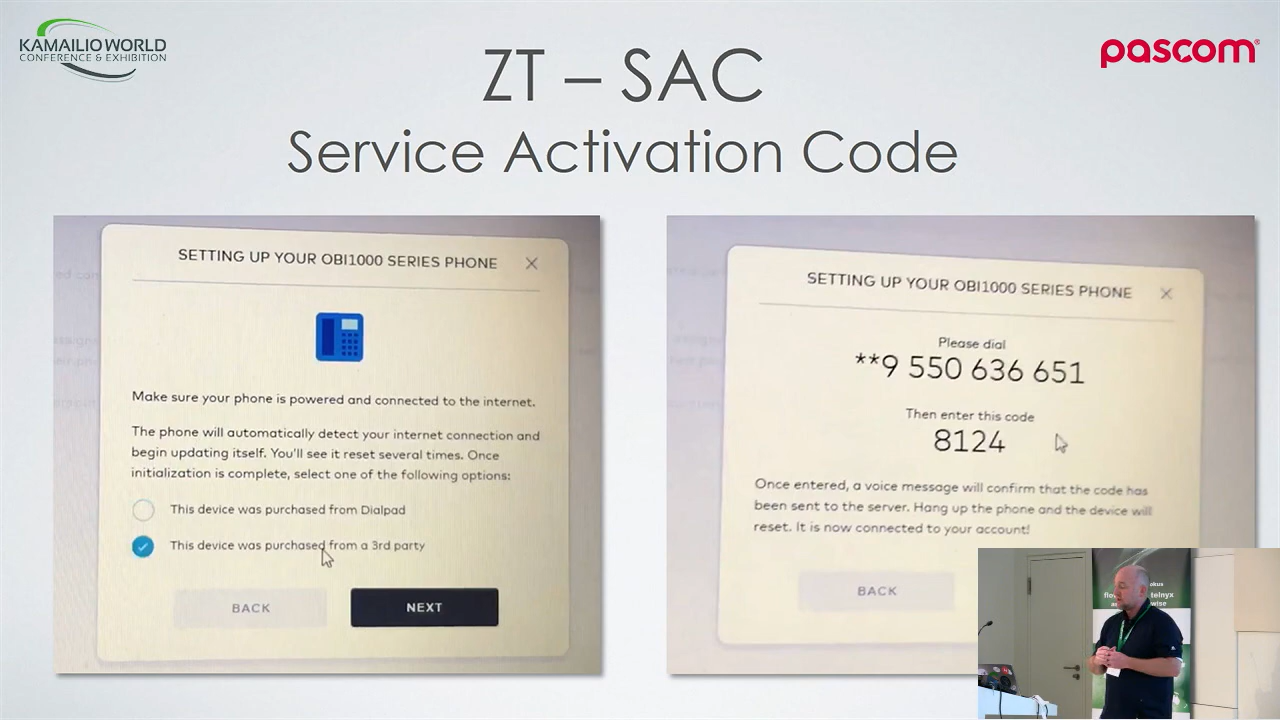 KAMAILIO WORLD
CONFERENCE & EXHIBITION
pascom
ZT – SAC
Service Activation Code
SETTING UP YOUR OBI1000 SERIES PHONE
Make sure your phone is powered and connected to the internet.
The phone will automatically detect your internet connection and
begin updating itself. You'll see it reset several times. Once
initialization is complete, select one of the following options:
This device was purchased from Dialpad
This device was purchased from a 3rd party
BACK
NEXT
SETTING UP YOUR OBI1000 SERIES PHONE
Please dial
**9 550 636 651
Then enter this code
8124
Once entered, a voice message will confirm that the code has
been sent to the server. Hang up the phone and the device will
reset. It is now connected to your account!
BACK
telnyx